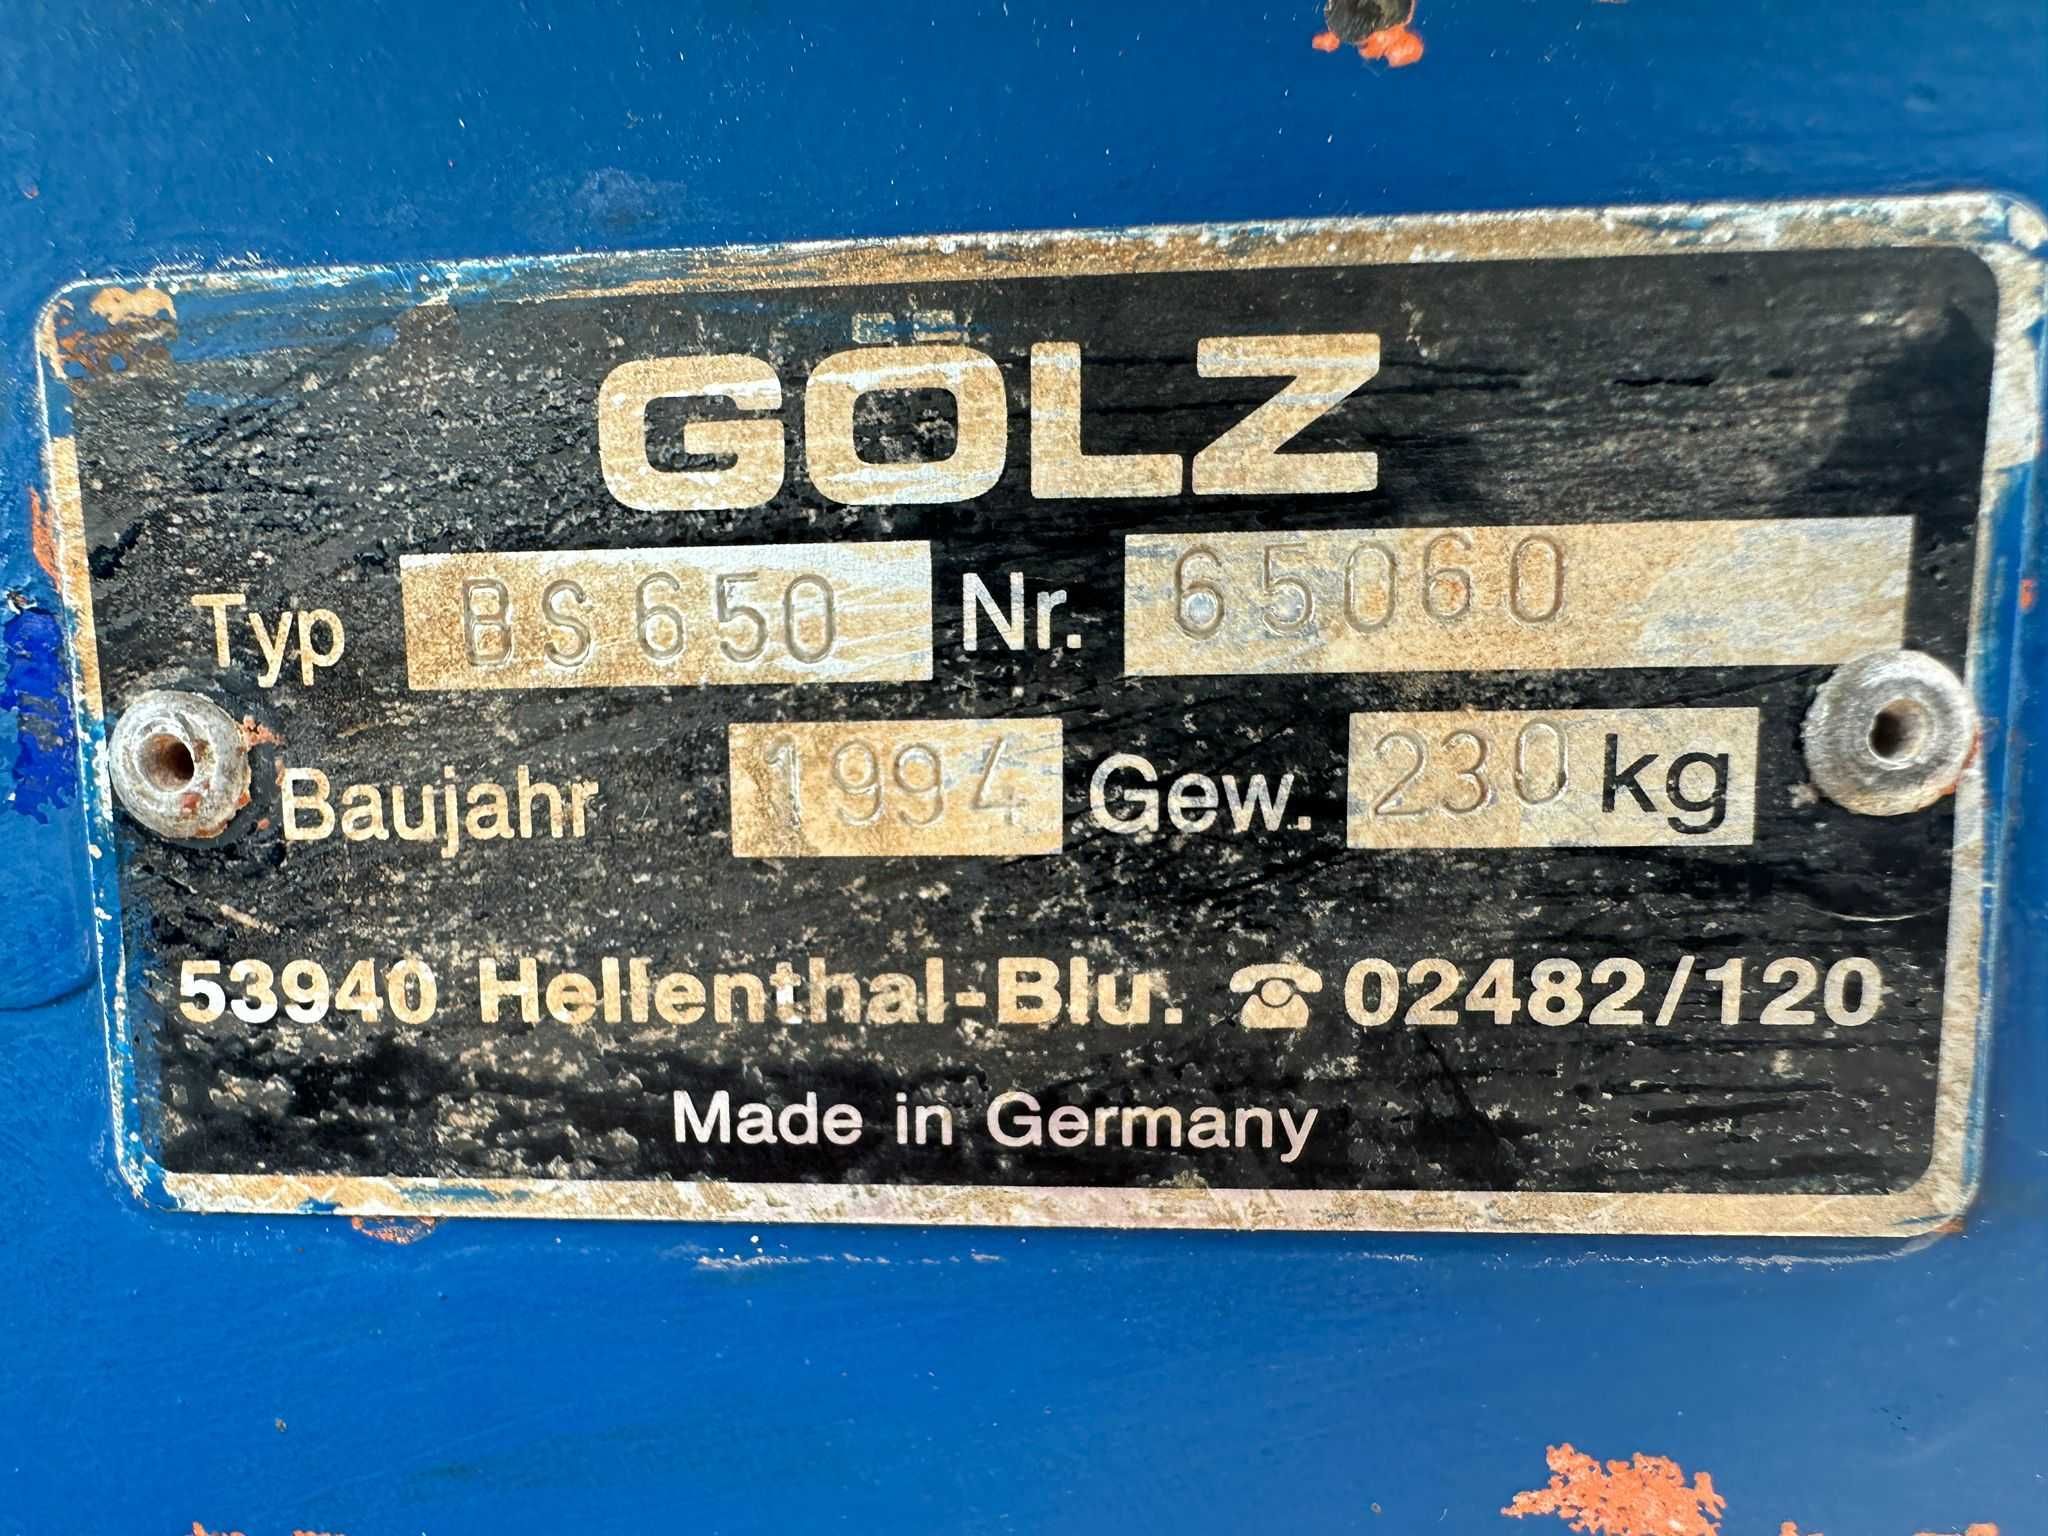 GÖLZ
Typ BS 650 Nr. 65060
Baujahr 1994 Gew. 230 kg
53940 Hellenthal-Blu. ☎ 02482/120
Made in Germany